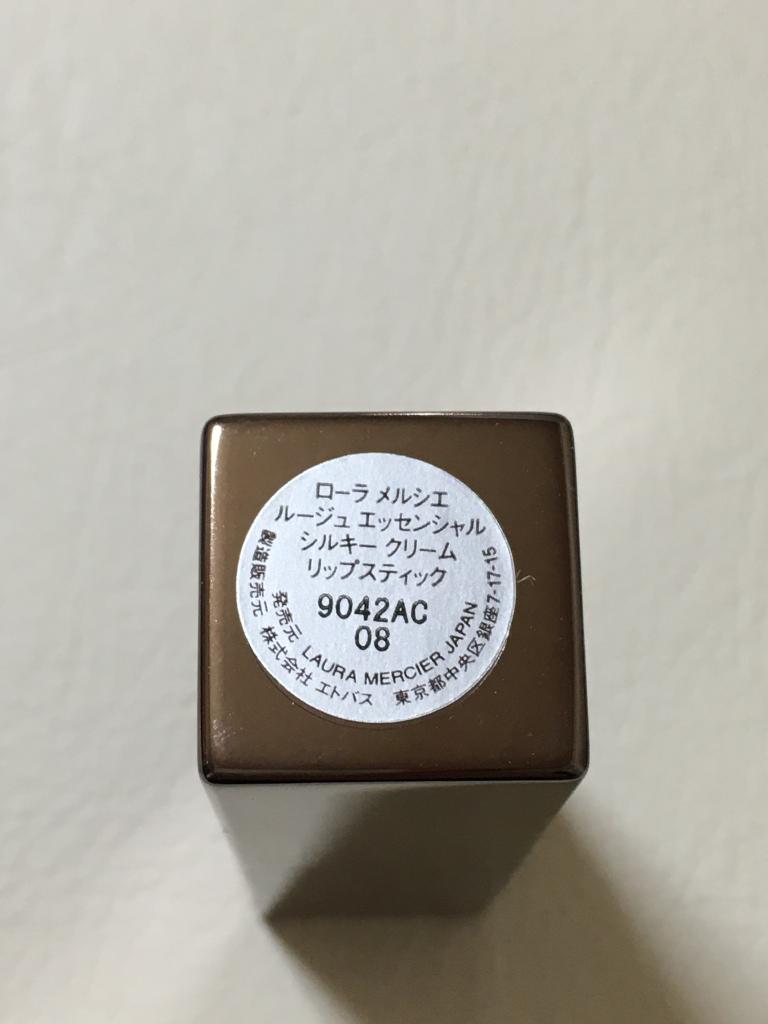 ローラ メルシエ
ルージュ エッセンシャル
シルキー クリーム
リップスティック
9042AC
08
発売元 LAURA MERCIER JAPAN
製造販売元 株式会社 エトバス 東京都中央区銀座7-17-15